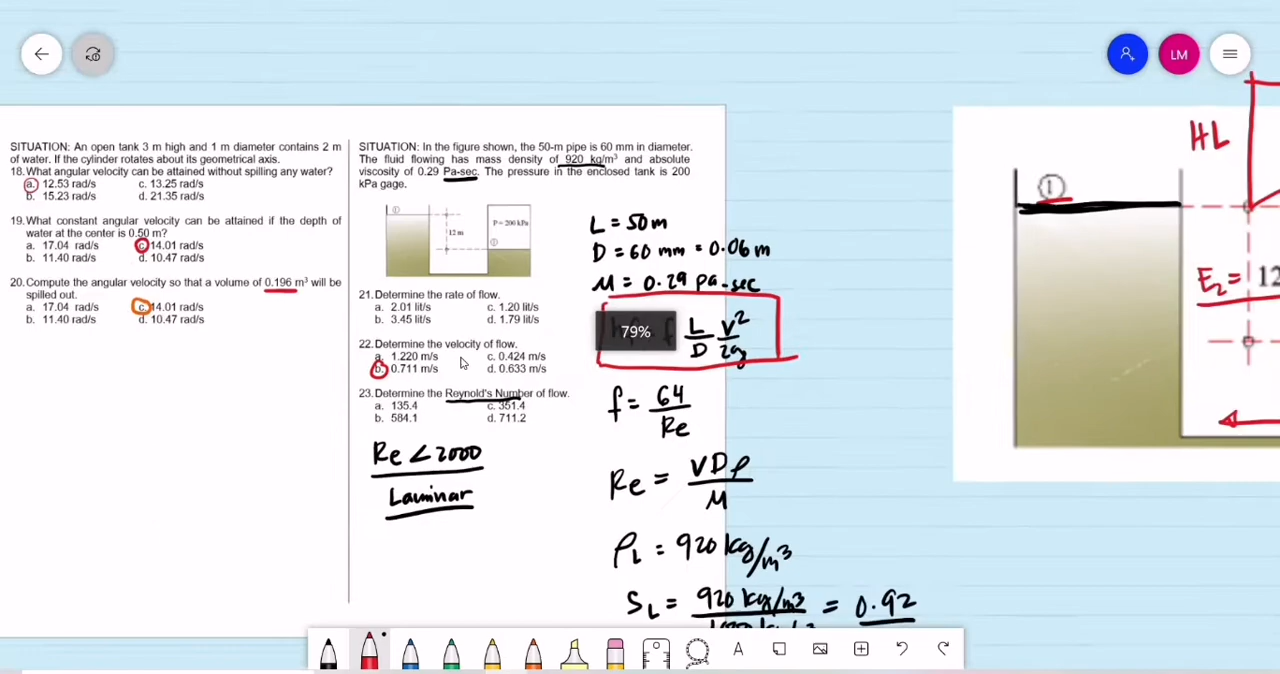 LM
SITUATION: An open tank 3 m high and 1 m diameter contains 2 m
of water. If the cylinder rotates about its geometrical axis.
18. What angular velocity can be attained without spilling any water?
a. 12.53 rad/s c. 13.25 rad/s
b. 15.23 rad/s d. 21.35 rad/s
19. What constant angular velocity can be attained if the depth of
water at the center is 0.50 m?
a. 17.04 rad/s c. 14.01 rad/s
b. 11.40 rad/s d. 10.47 rad/s
20. Compute the angular velocity so that a volume of 0.196 m³ will be
spilled out.
a. 17.04 rad/s c. 14.01 rad/s
b. 11.40 rad/s d. 10.47 rad/s
SITUATION: In the figure shown, the 50-m pipe is 60 mm in diameter.
The fluid flowing has mass density of 920 kg/m³ and absolute
viscosity of 0.29 Pa-sec. The pressure in the enclosed tank is 200
kPa gage.
①
P = 200 kPa
12 m
21. Determine the rate of flow.
a. 2.01 lit/s c. 1.20 lit/s
b. 3.45 lit/s d. 1.79 lit/s
22. Determine the velocity of flow.
a. 1.220 m/s c. 0.424 m/s
b. 0.711 m/s d. 0.633 m/s
23. Determine the Reynold's Number of flow.
a. 135.4 c. 351.4
b. 584.1 d. 711.2
Re < 2000
Laminar
L = 50 m
D = 60 mm = 0.06 m
μ = 0.29 pa-sec
79%
L/D V²/2g
f = 64/Re
Re = VDρ/μ
ρL = 920 kg/m³
SL = 920 kg/m³ = 0.92
HL
①
E₂ =
12
A